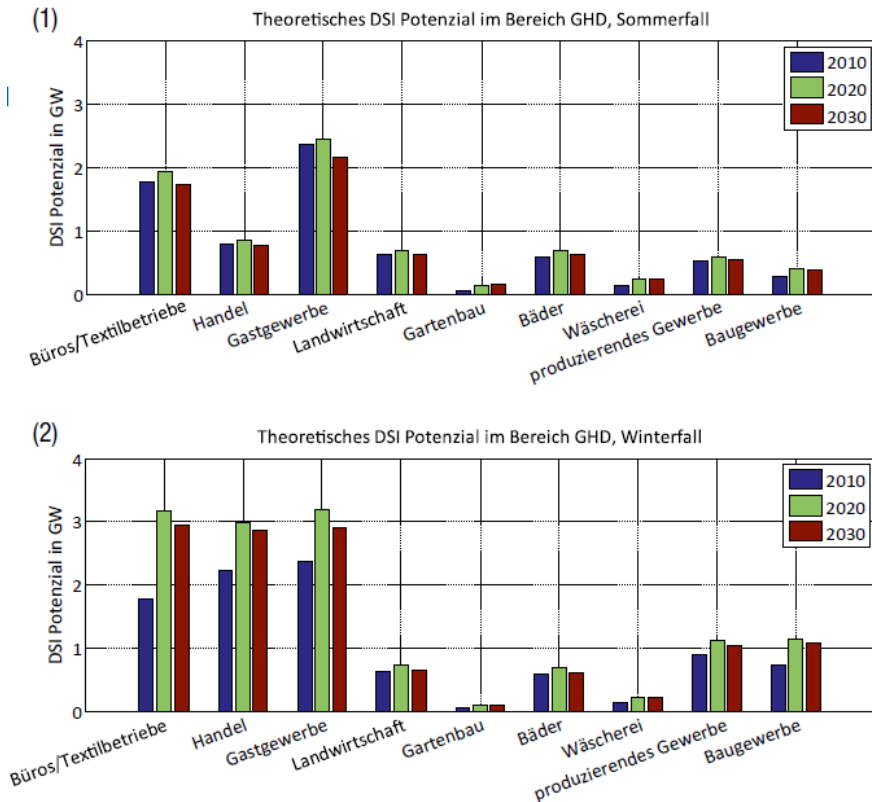 (1)
Theoretisches DSI Potenzial im Bereich GHD, Sommerfall
DSI Potenzial in GW
4
3
2
1
0
2010
2020
2030
Büros/Textilbetriebe
Handel
Gastgewerbe
Landwirtschaft
Gartenbau
Bäder
Wäscherei
produzierendes Gewerbe
Baugewerbe
(2)
Theoretisches DSI Potenzial im Bereich GHD, Winterfall
DSI Potenzial in GW
4
3
2
1
0
2010
2020
2030
Büros/Textilbetriebe
Handel
Gastgewerbe
Landwirtschaft
Gartenbau
Bäder
Wäscherei
produzierendes Gewerbe
Baugewerbe